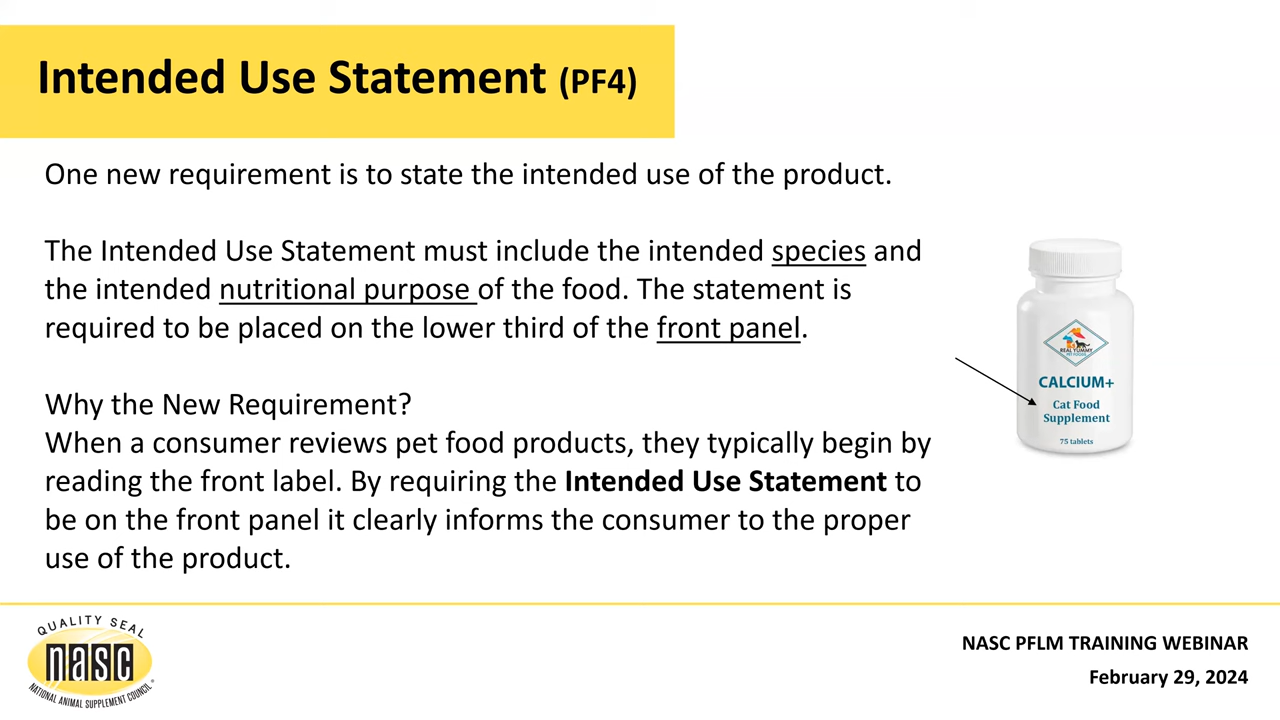 Intended Use Statement (PF4)
One new requirement is to state the intended use of the product.
The Intended Use Statement must include the intended species and
the intended nutritional purpose of the food. The statement is
required to be placed on the lower third of the front panel.
Why the New Requirement?
When a consumer reviews pet food products, they typically begin by
reading the front label. By requiring the Intended Use Statement to
be on the front panel it clearly informs the consumer to the proper
use of the product.
REAL YUMMY
PET FOODS
CALCIUM+
Cat Food
Supplement
75 tablets
QUALITY SEAL
nasc
NATIONAL ANIMAL SUPPLEMENT COUNCIL®
NASC PFLM TRAINING WEBINAR
February 29, 2024